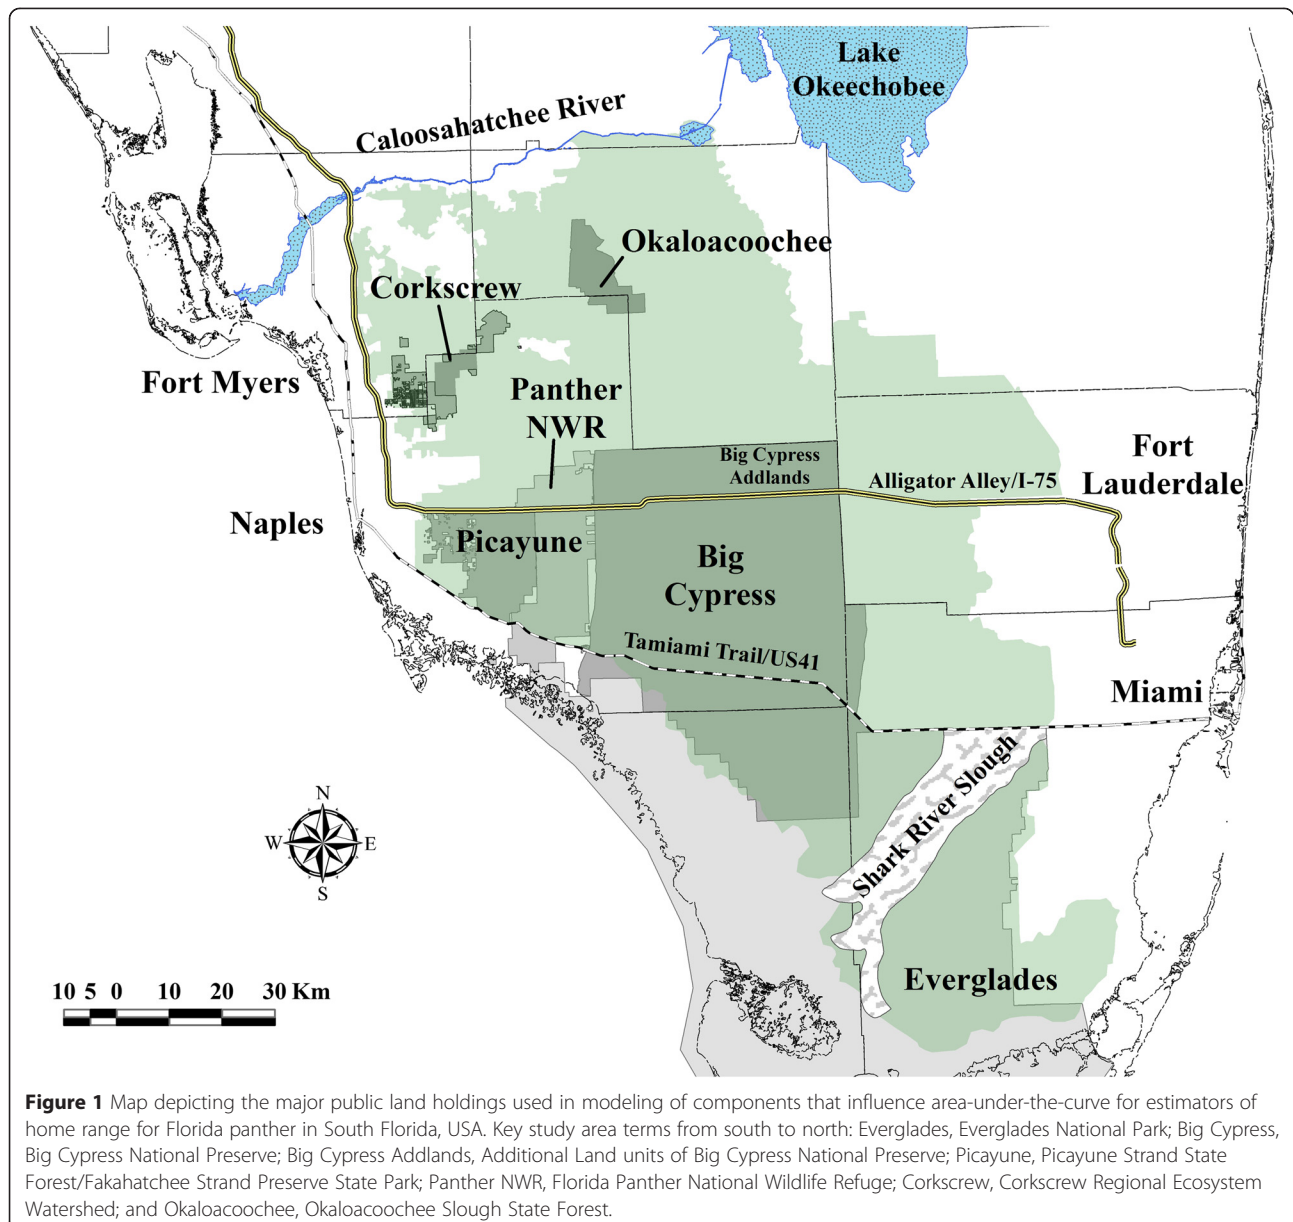 Lake
Okeechobee
Caloosahatchee River
Okaloacoochee
Corkscrew
Fort Myers
Panther
NWR
Big Cypress
Addlands
Fort
Lauderdale
Alligator Alley/I-75
Naples
Picayune
Big
Cypress
Tamiami Trail/US41
Miami
Shark River Slough
N
W E
S
Everglades
10 5 0 10 20 30 Km
Figure 1 Map depicting the major public land holdings used in modeling of components that influence area-under-the-curve for estimators of
home range for Florida panther in South Florida, USA. Key study area terms from south to north: Everglades, Everglades National Park; Big Cypress,
Big Cypress National Preserve; Big Cypress Addlands, Additional Land units of Big Cypress National Preserve; Picayune, Picayune Strand State
Forest/Fakahatchee Strand Preserve State Park; Panther NWR, Florida Panther National Wildlife Refuge; Corkscrew, Corkscrew Regional Ecosystem
Watershed; and Okaloacoochee, Okaloacoochee Slough State Forest.